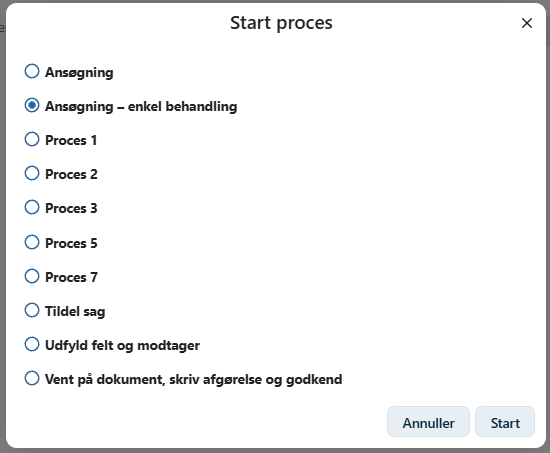 Start proces
Ansøgning
Ansøgning – enkel behandling
Proces 1
Proces 2
Proces 3
Proces 5
Proces 7
Tildel sag
Udfyld felt og modtager
Vent på dokument, skriv afgørelse og godkend
Annuller
Start